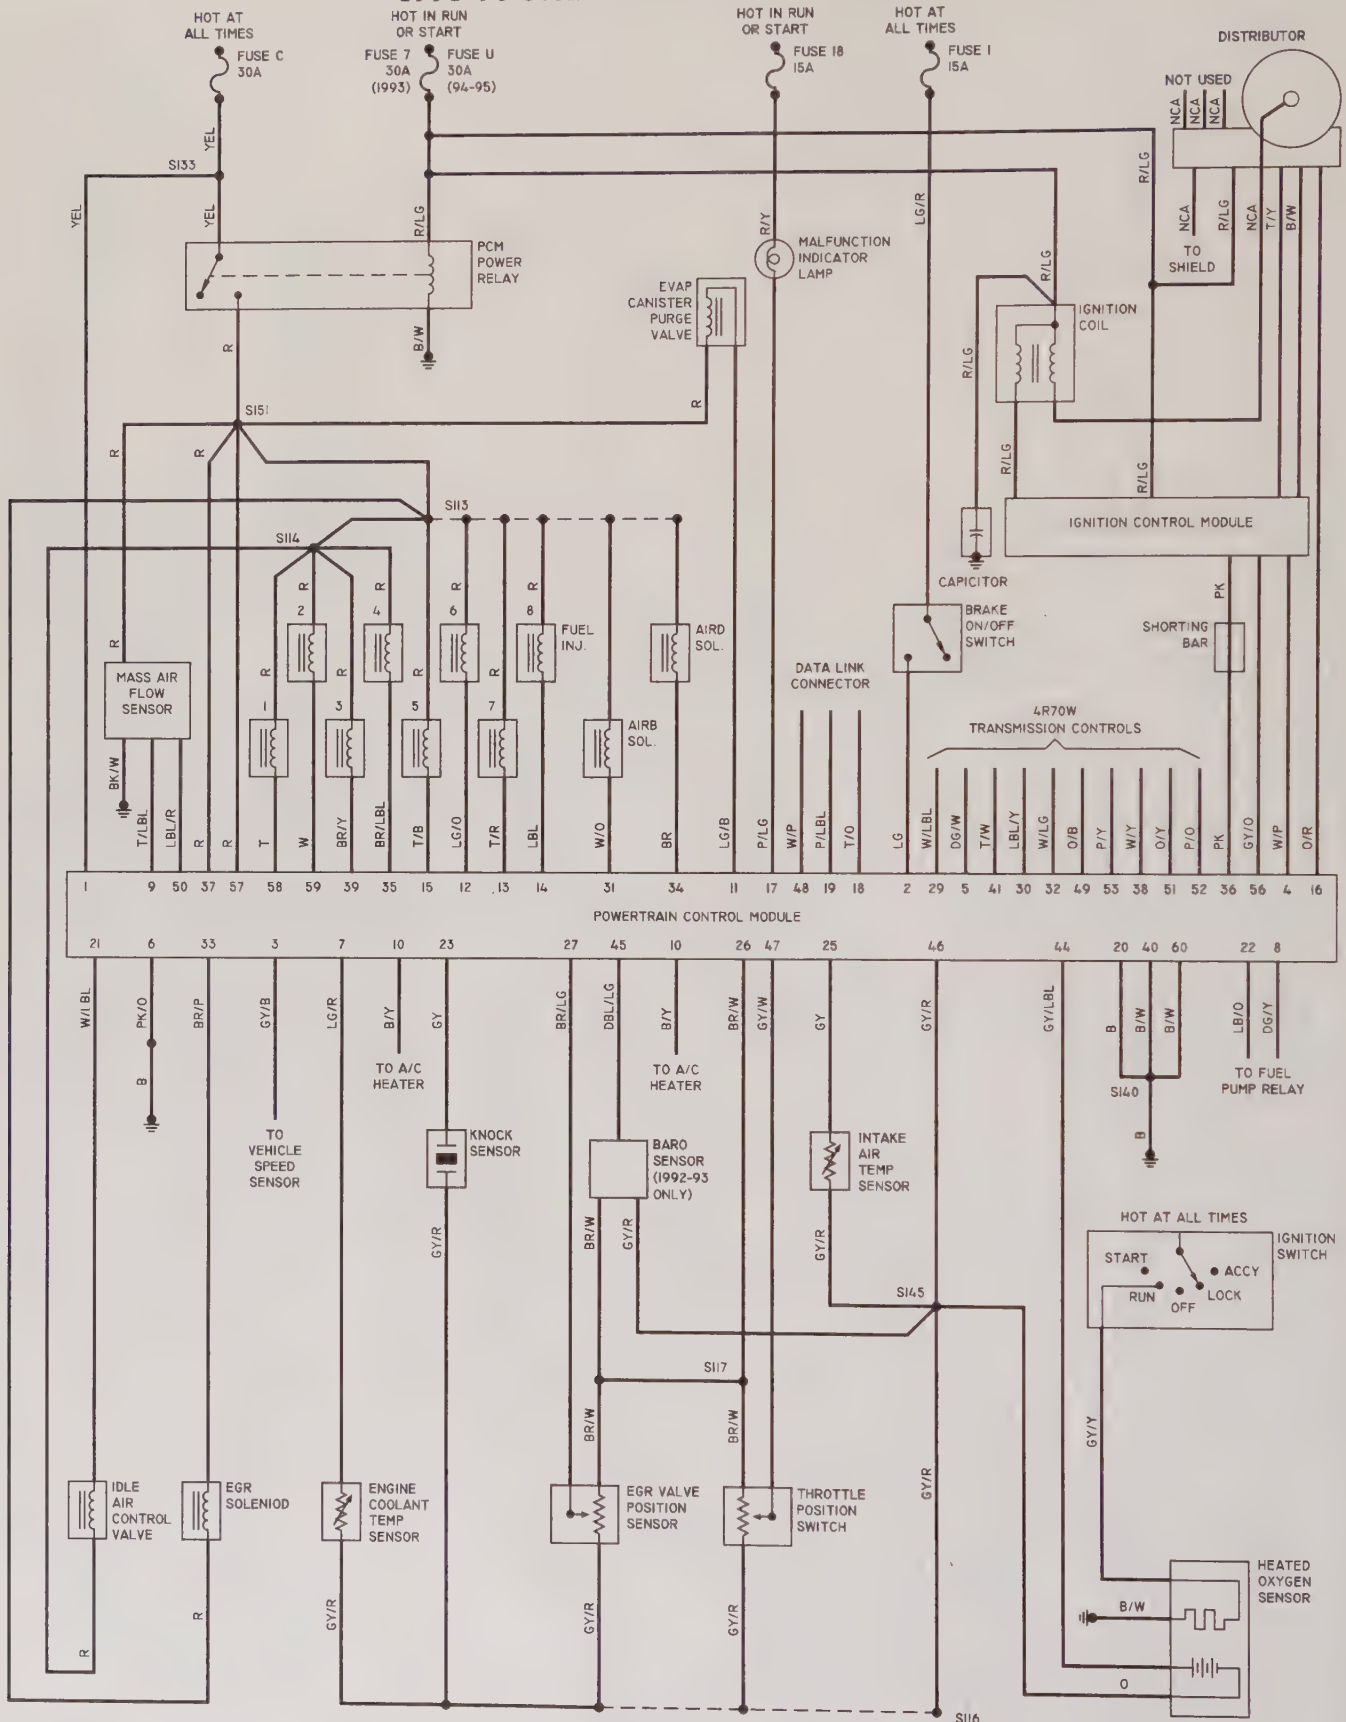 HOT AT
ALL TIMES
FUSE C
30A
HOT IN RUN
OR START
FUSE 7
30A
(1993)
FUSE U
30A
(94-95)
HOT IN RUN
OR START
FUSE 18
15A
HOT AT
ALL TIMES
FUSE 1
15A
DISTRIBUTOR
NOT USED
NCA
NCA
NCA
YEL
S133
YEL
YEL
R/LG
R/Y
LG/R
R/LG
NCA
R/LG
NCA
T/Y
B/W
TO
SHIELD
PCM
POWER
RELAY
MALFUNCTION
INDICATOR
LAMP
EVAP
CANISTER
PURGE
VALVE
R/LG
IGNITION
COIL
R
B/W
R/LG
R
S151
R
R
R/LG
R/LG
S113
S114
IGNITION CONTROL MODULE
CAPICITOR
R
R
R
R
2
4
6
8
FUEL
INJ.
AIRD
SOL.
BRAKE
ON/OFF
SWITCH
PK
SHORTING
BAR
R
MASS AIR
FLOW
SENSOR
R
R
R
R
1
3
5
7
AIRB
SOL.
DATA LINK
CONNECTOR
4R70W
TRANSMISSION CONTROLS
BK/W
T/LBL
LBL/R
R
R
T
W
BR/Y
BR/LBL
T/B
LG/O
T/R
LBL
W/O
BR
LG/B
P/LG
W/P
P/LBL
T/O
LG
W/LBL
DG/W
T/W
LBL/Y
W/LG
O/B
P/Y
W/Y
O/Y
P/O
PK
GY/O
W/P
O/R
1 9 50 37 57 58 59 39 35 15 12 13 14 31 34 11 17 48 19 18 2 29 5 41 30 32 49 53 38 51 52 36 56 4 16
POWERTRAIN CONTROL MODULE
21 6 33 3 7 10 23 27 45 10 26 47 25 46 44 20 40 60 22 8
W/LBL
PK/O
BR/P
GY/B
LG/R
B/Y
GY
BR/LG
DBL/LG
B/Y
BR/W
GY/W
GY
GY/R
GY/LBL
B
B/W
B/W
LB/O
DG/Y
B
TO A/C
HEATER
TO A/C
HEATER
TO FUEL
PUMP RELAY
S140
B
TO
VEHICLE
SPEED
SENSOR
KNOCK
SENSOR
BARO
SENSOR
(1992-93
ONLY)
INTAKE
AIR
TEMP
SENSOR
GY/R
BR/W
GY/R
GY/R
HOT AT ALL TIMES
IGNITION
SWITCH
START
ACCY
RUN
LOCK
OFF
S145
S117
BR/W
BR/W
GY/R
GY/Y
IDLE
AIR
CONTROL
VALVE
EGR
SOLENIOD
ENGINE
COOLANT
TEMP
SENSOR
EGR VALVE
POSITION
SENSOR
THROTTLE
POSITION
SWITCH
HEATED
OXYGEN
SENSOR
B/W
R
R
GY/R
GY/R
GY/R
O
S116